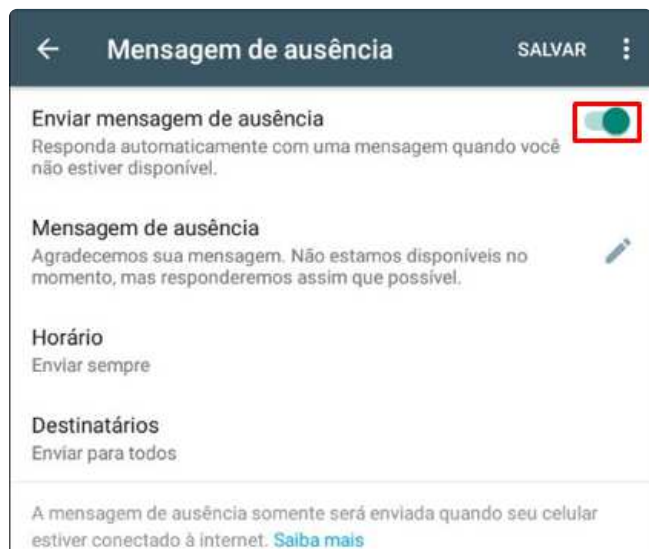 Mensagem de ausência SALVAR
Enviar mensagem de ausência
Responda automaticamente com uma mensagem quando você
não estiver disponível.
Mensagem de ausência
Agradecemos sua mensagem. Não estamos disponíveis no
momento, mas responderemos assim que possível.
Horário
Enviar sempre
Destinatários
Enviar para todos
A mensagem de ausência somente será enviada quando seu celular
estiver conectado à internet. Saiba mais